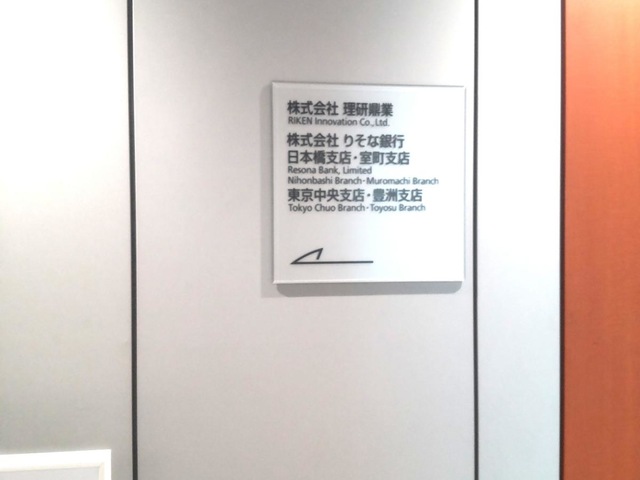 株式会社 理研鼎業
RIKEN Innovation Co.,Ltd.
株式会社 りそな銀行
日本橋支店・室町支店
Resona Bank, Limited
Nihonbashi Branch・Muromachi Branch
東京中央支店・豊洲支店
Tokyo Chuo Branch・Toyosu Branch